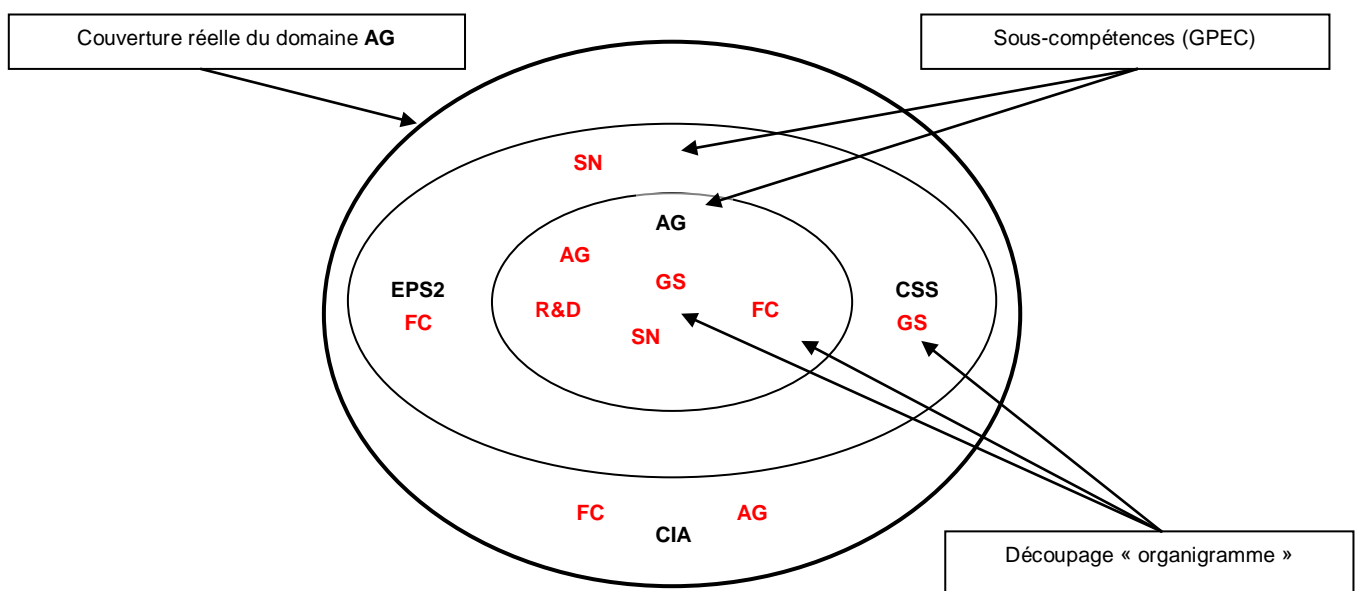 Couverture réelle du domaine AG
Sous-compétences (GPEC)
SN
AG
AG
GS
EPS2
CSS
FC
R&D
FC
GS
SN
FC
AG
CIA
Découpage « organigramme »